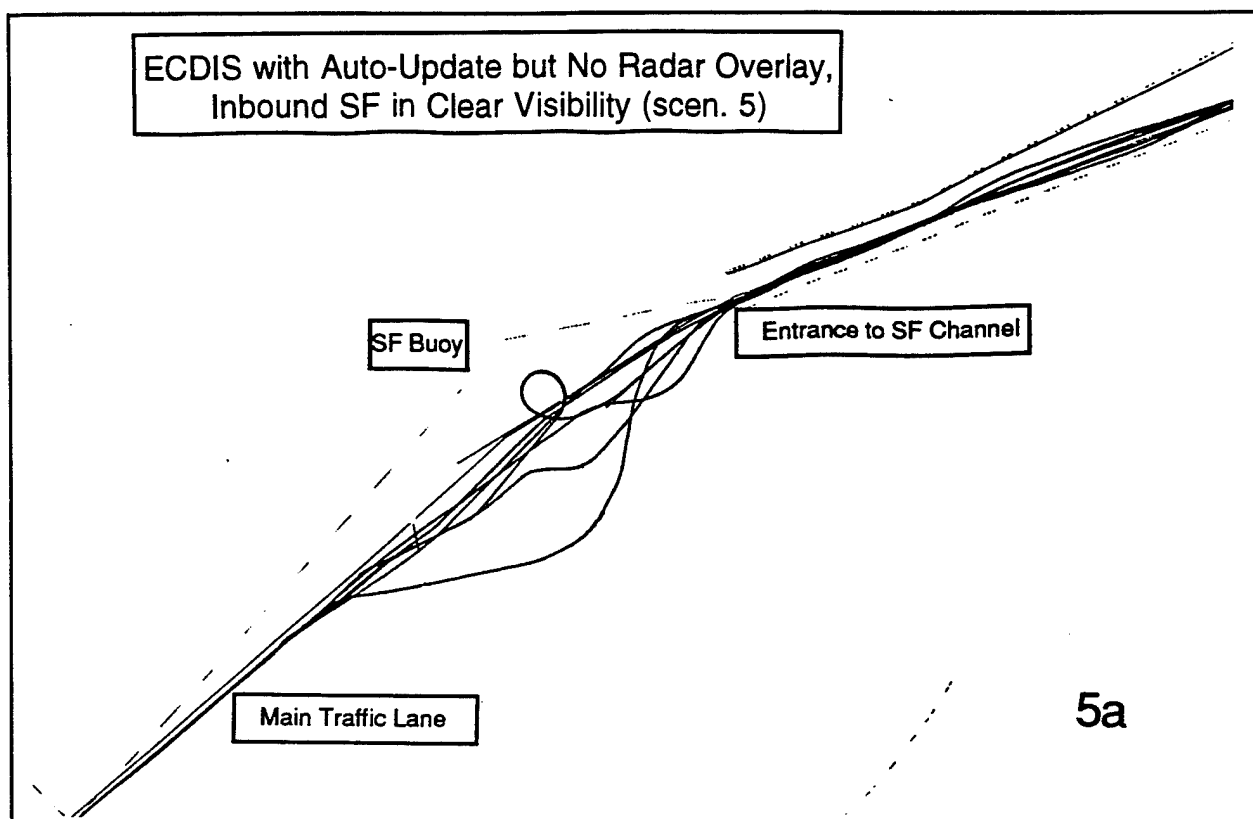 ECDIS with Auto-Update but No Radar Overlay,
Inbound SF in Clear Visibility (scen. 5)
SF Buoy
Entrance to SF Channel
Main Traffic Lane
5a